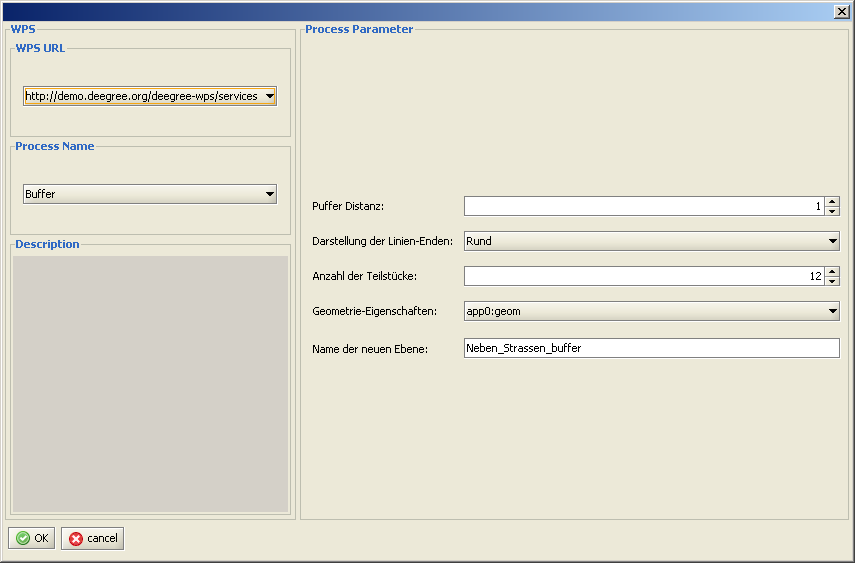 WPS
WPS URL
http://demo.deegree.org/deegree-wps/services
Process Name
Buffer
Description
Process Parameter
Puffer Distanz: 1
Darstellung der Linien-Enden: Rund
Anzahl der Teilstücke: 12
Geometrie-Eigenschaften: app0:geom
Name der neuen Ebene: Neben_Strassen_buffer
OK cancel